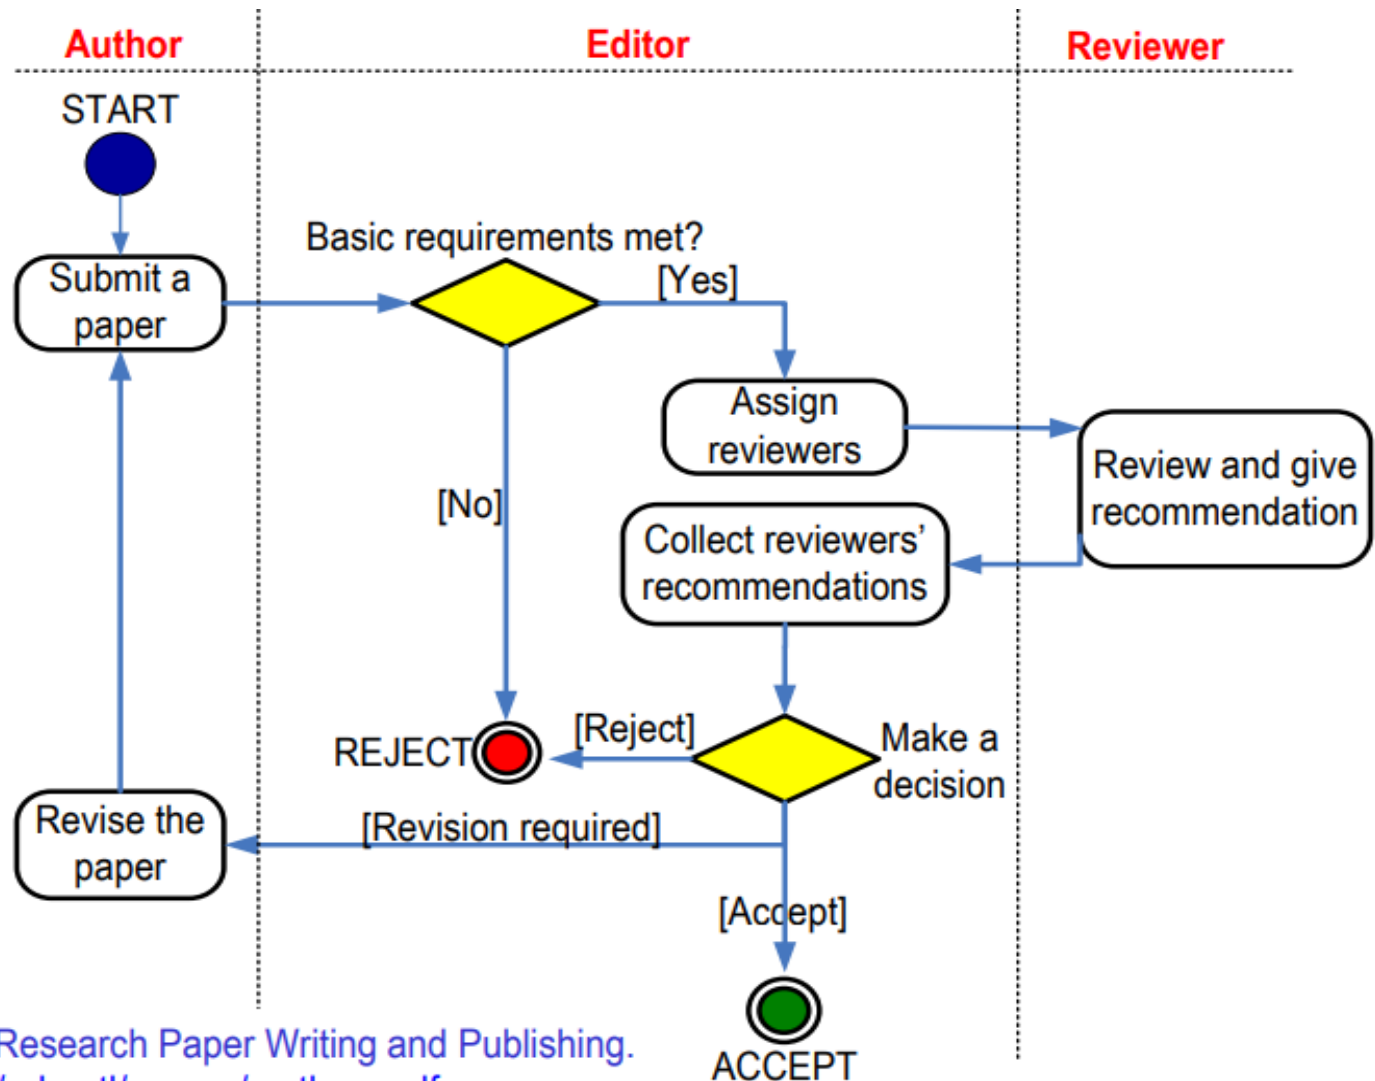 Author
Editor
Reviewer
START
Basic requirements met?
[Yes]
Submit a
paper
Assign
reviewers
Review and give
recommendation
[No]
Collect reviewers'
recommendations
[Reject]
REJECT
Make a
decision
Revise the
paper
[Revision required]
[Accept]
ACCEPT
Research Paper Writing and Publishing.